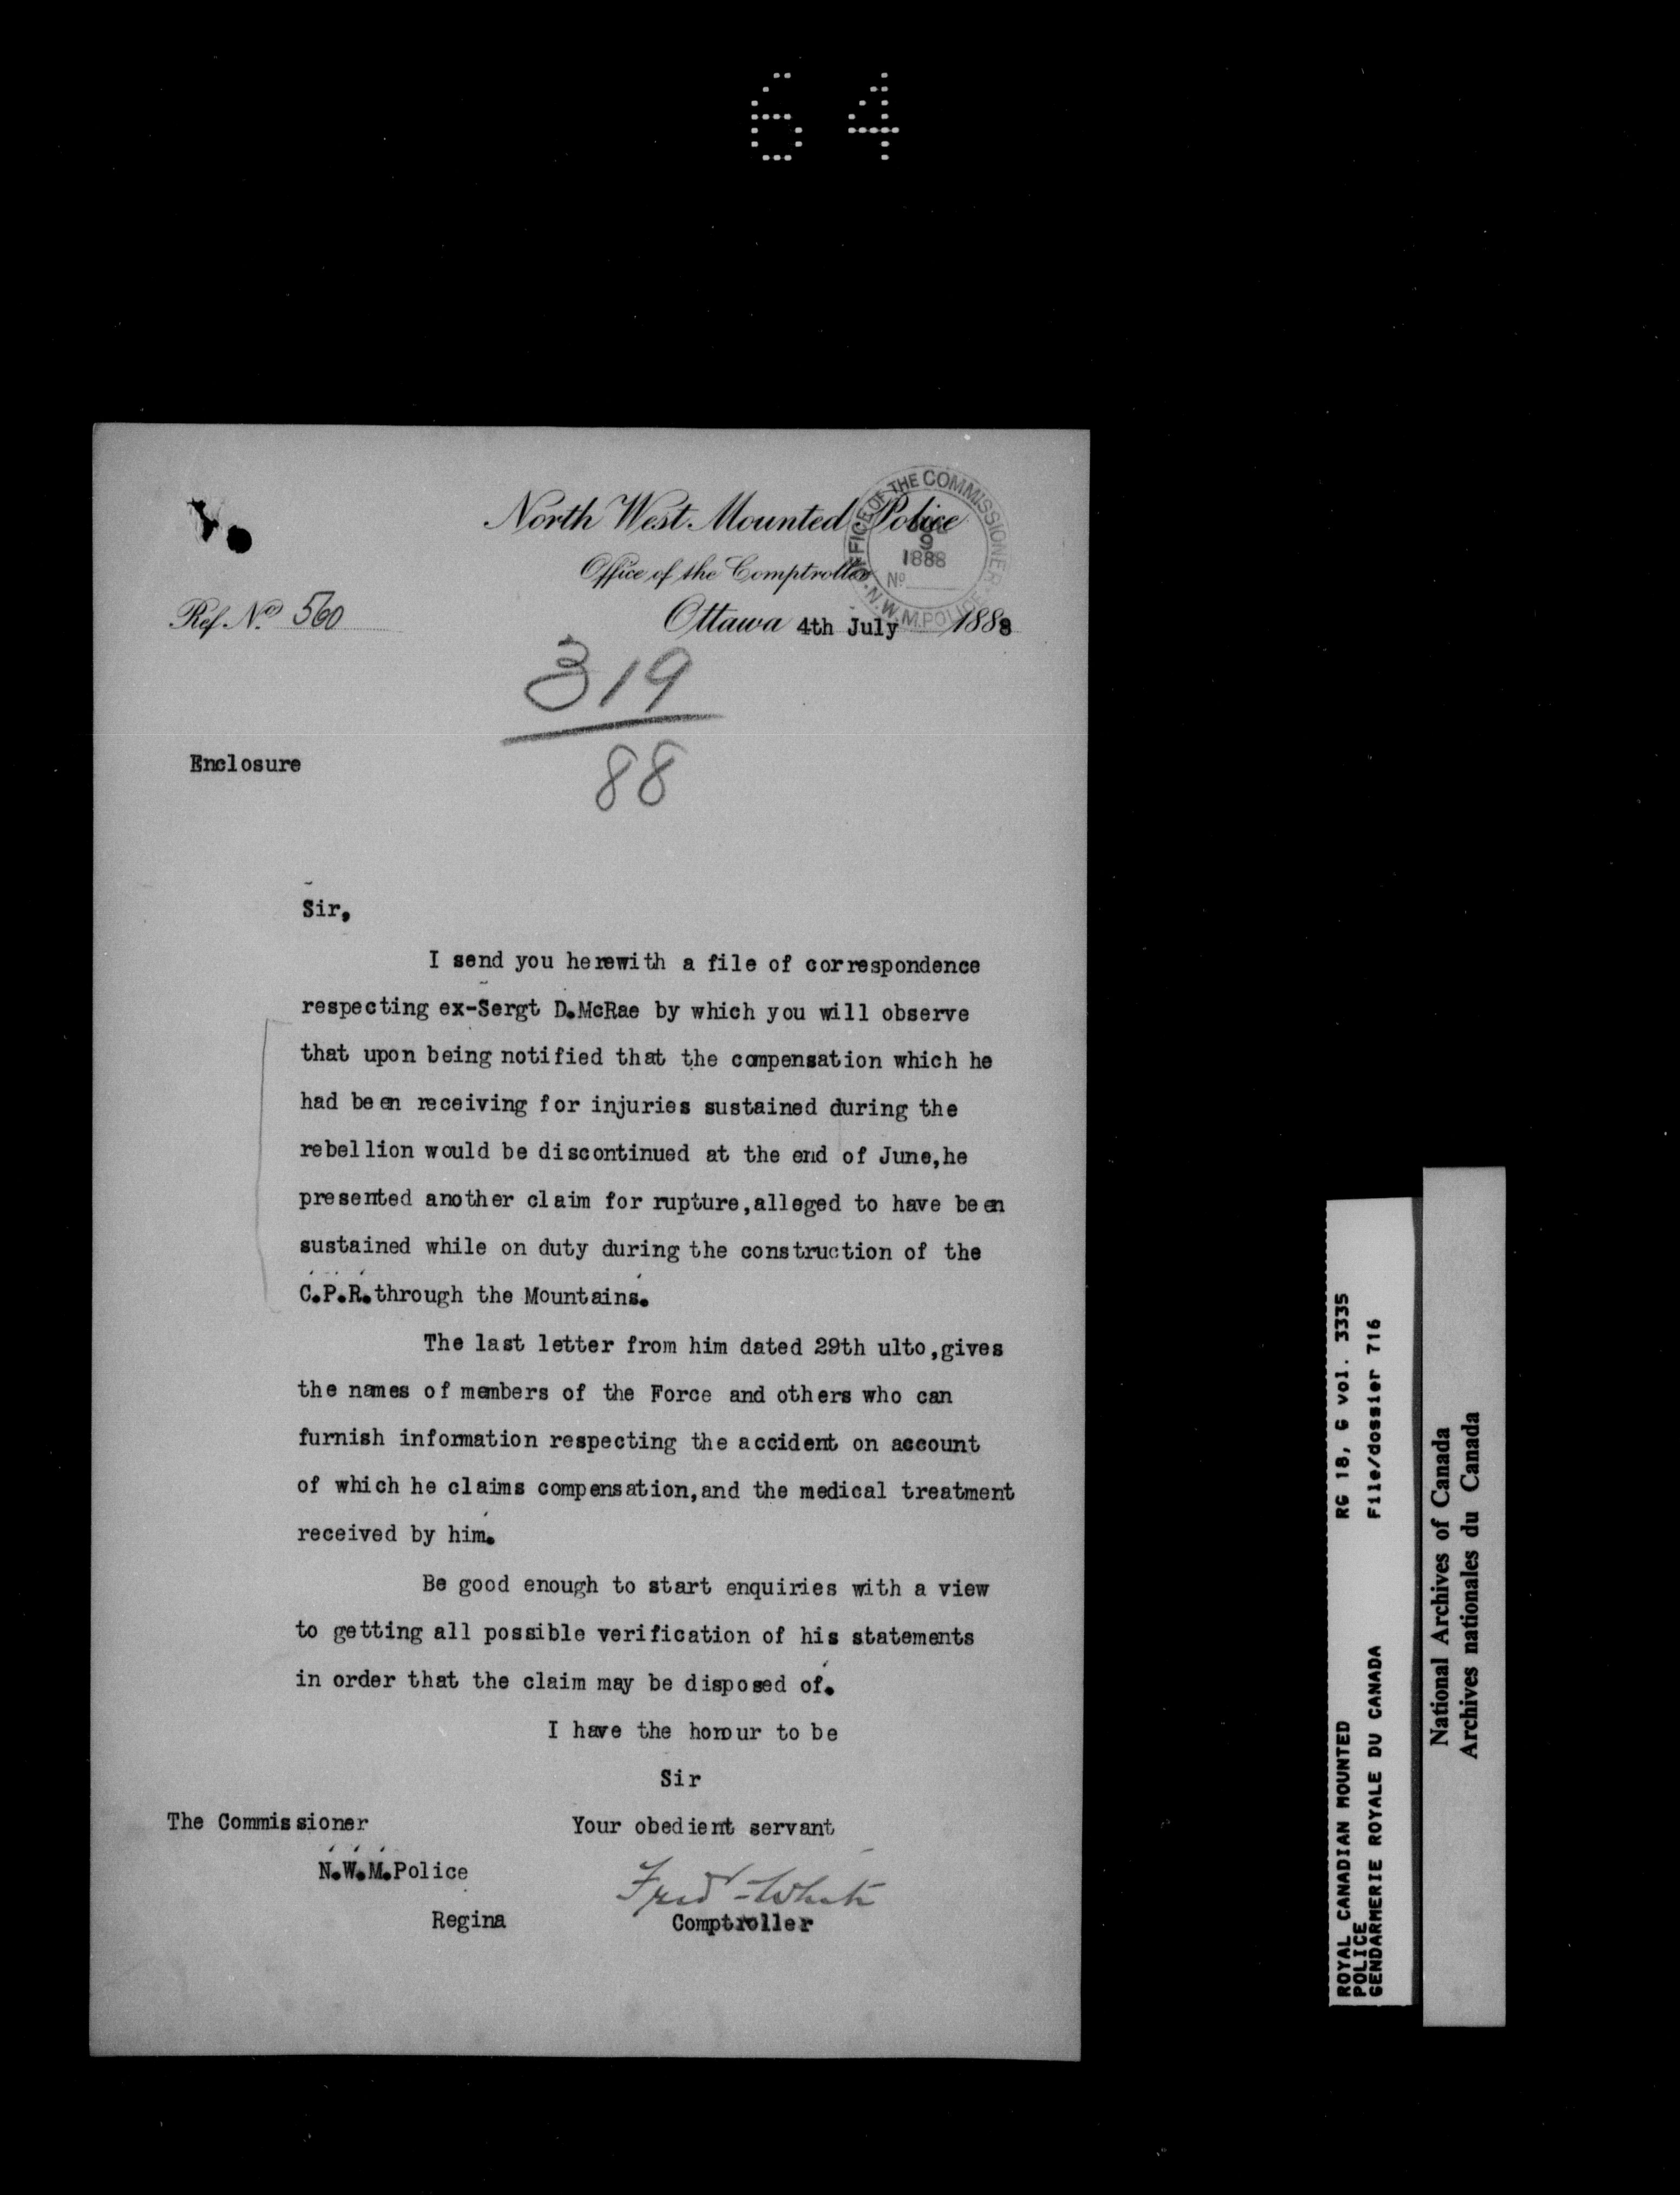 64
North West Mounted Police
Office of the Comptroller
OFFICE OF THE COMMISSIONER
9
1888
No
N.W.M. POLICE
Ref. No. 560
Ottawa 4th July 1888
319
88
Enclosure
Sir,
I send you herewith a file of correspondence
respecting ex-Sergt D.McRae by which you will observe
that upon being notified that the compensation which he
had been receiving for injuries sustained during the
rebellion would be discontinued at the end of June,he
presented another claim for rupture,alleged to have been
sustained while on duty during the construction of the
C.P.R.through the Mountains.
The last letter from him dated 29th ulto,gives
the names of members of the Force and others who can
furnish information respecting the accident on account
of which he claims compensation,and the medical treatment
received by him.
Be good enough to start enquiries with a view
to getting all possible verification of his statements
in order that the claim may be disposed of.
I have the honour to be
Sir
Your obedient servant
Fred White
Comptroller
The Commissioner
N.W.M.Police
Regina
ROYAL CANADIAN MOUNTED
POLICE
GENDARMERIE ROYALE DU CANADA
RG 18, G vol. 3335
File/dossier 716
National Archives of Canada
Archives nationales du Canada